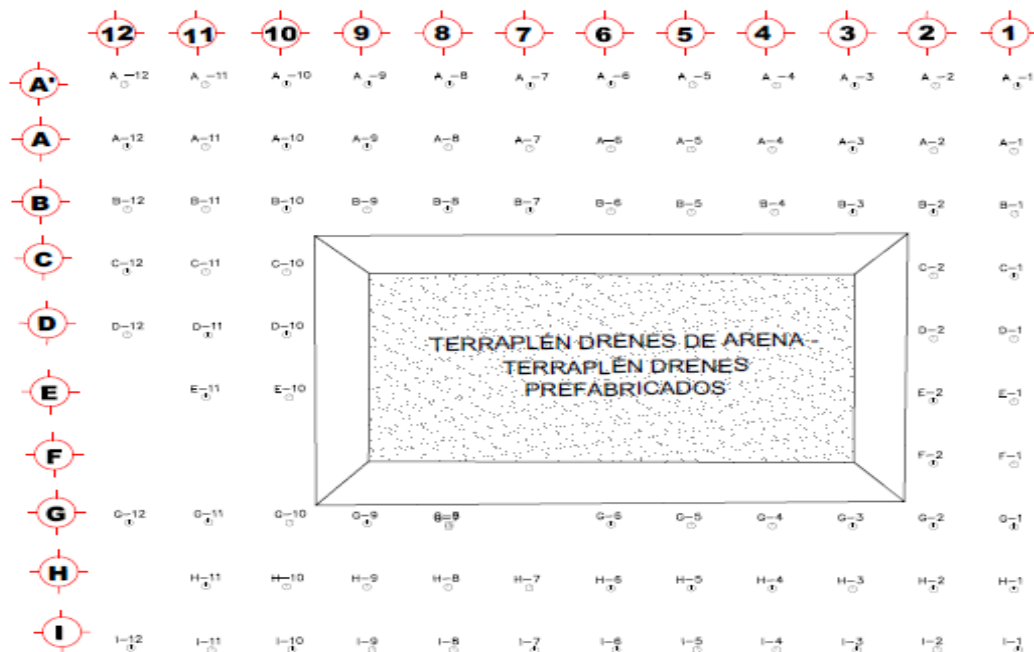 12 11 10 9 8 7 6 5 4 3 2 1
A' A -12 A -11 A -10 A -9 A -8 A -7 A -6 A -5 A -4 A -3 A -2 A -1
A A-12 A-11 A-10 A-9 A-8 A-7 A-6 A-5 A-4 A-3 A-2 A-1
B B-12 B-11 B-10 B-9 B-8 B-7 B-6 B-5 B-4 B-3 B-2 B-1
C C-12 C-11 C-10 C-2 C-1
D D-12 D-11 D-10 D-2 D-1
TERRAPLÉN DRENES DE ARENA -
TERRAPLÉN DRENES
PREFABRICADOS
E E-11 E-10 E-2 E-1
F F-2 F-1
G G-12 G-11 G-10 G-9 G-6 G-5 G-4 G-3 G-2 G-1
H H-11 H-10 H-9 H-8 H-7 H-6 H-5 H-4 H-3 H-2 H-1
I I-12 I-11 I-10 I-9 I-8 I-7 I-6 I-5 I-4 I-3 I-2 I-1